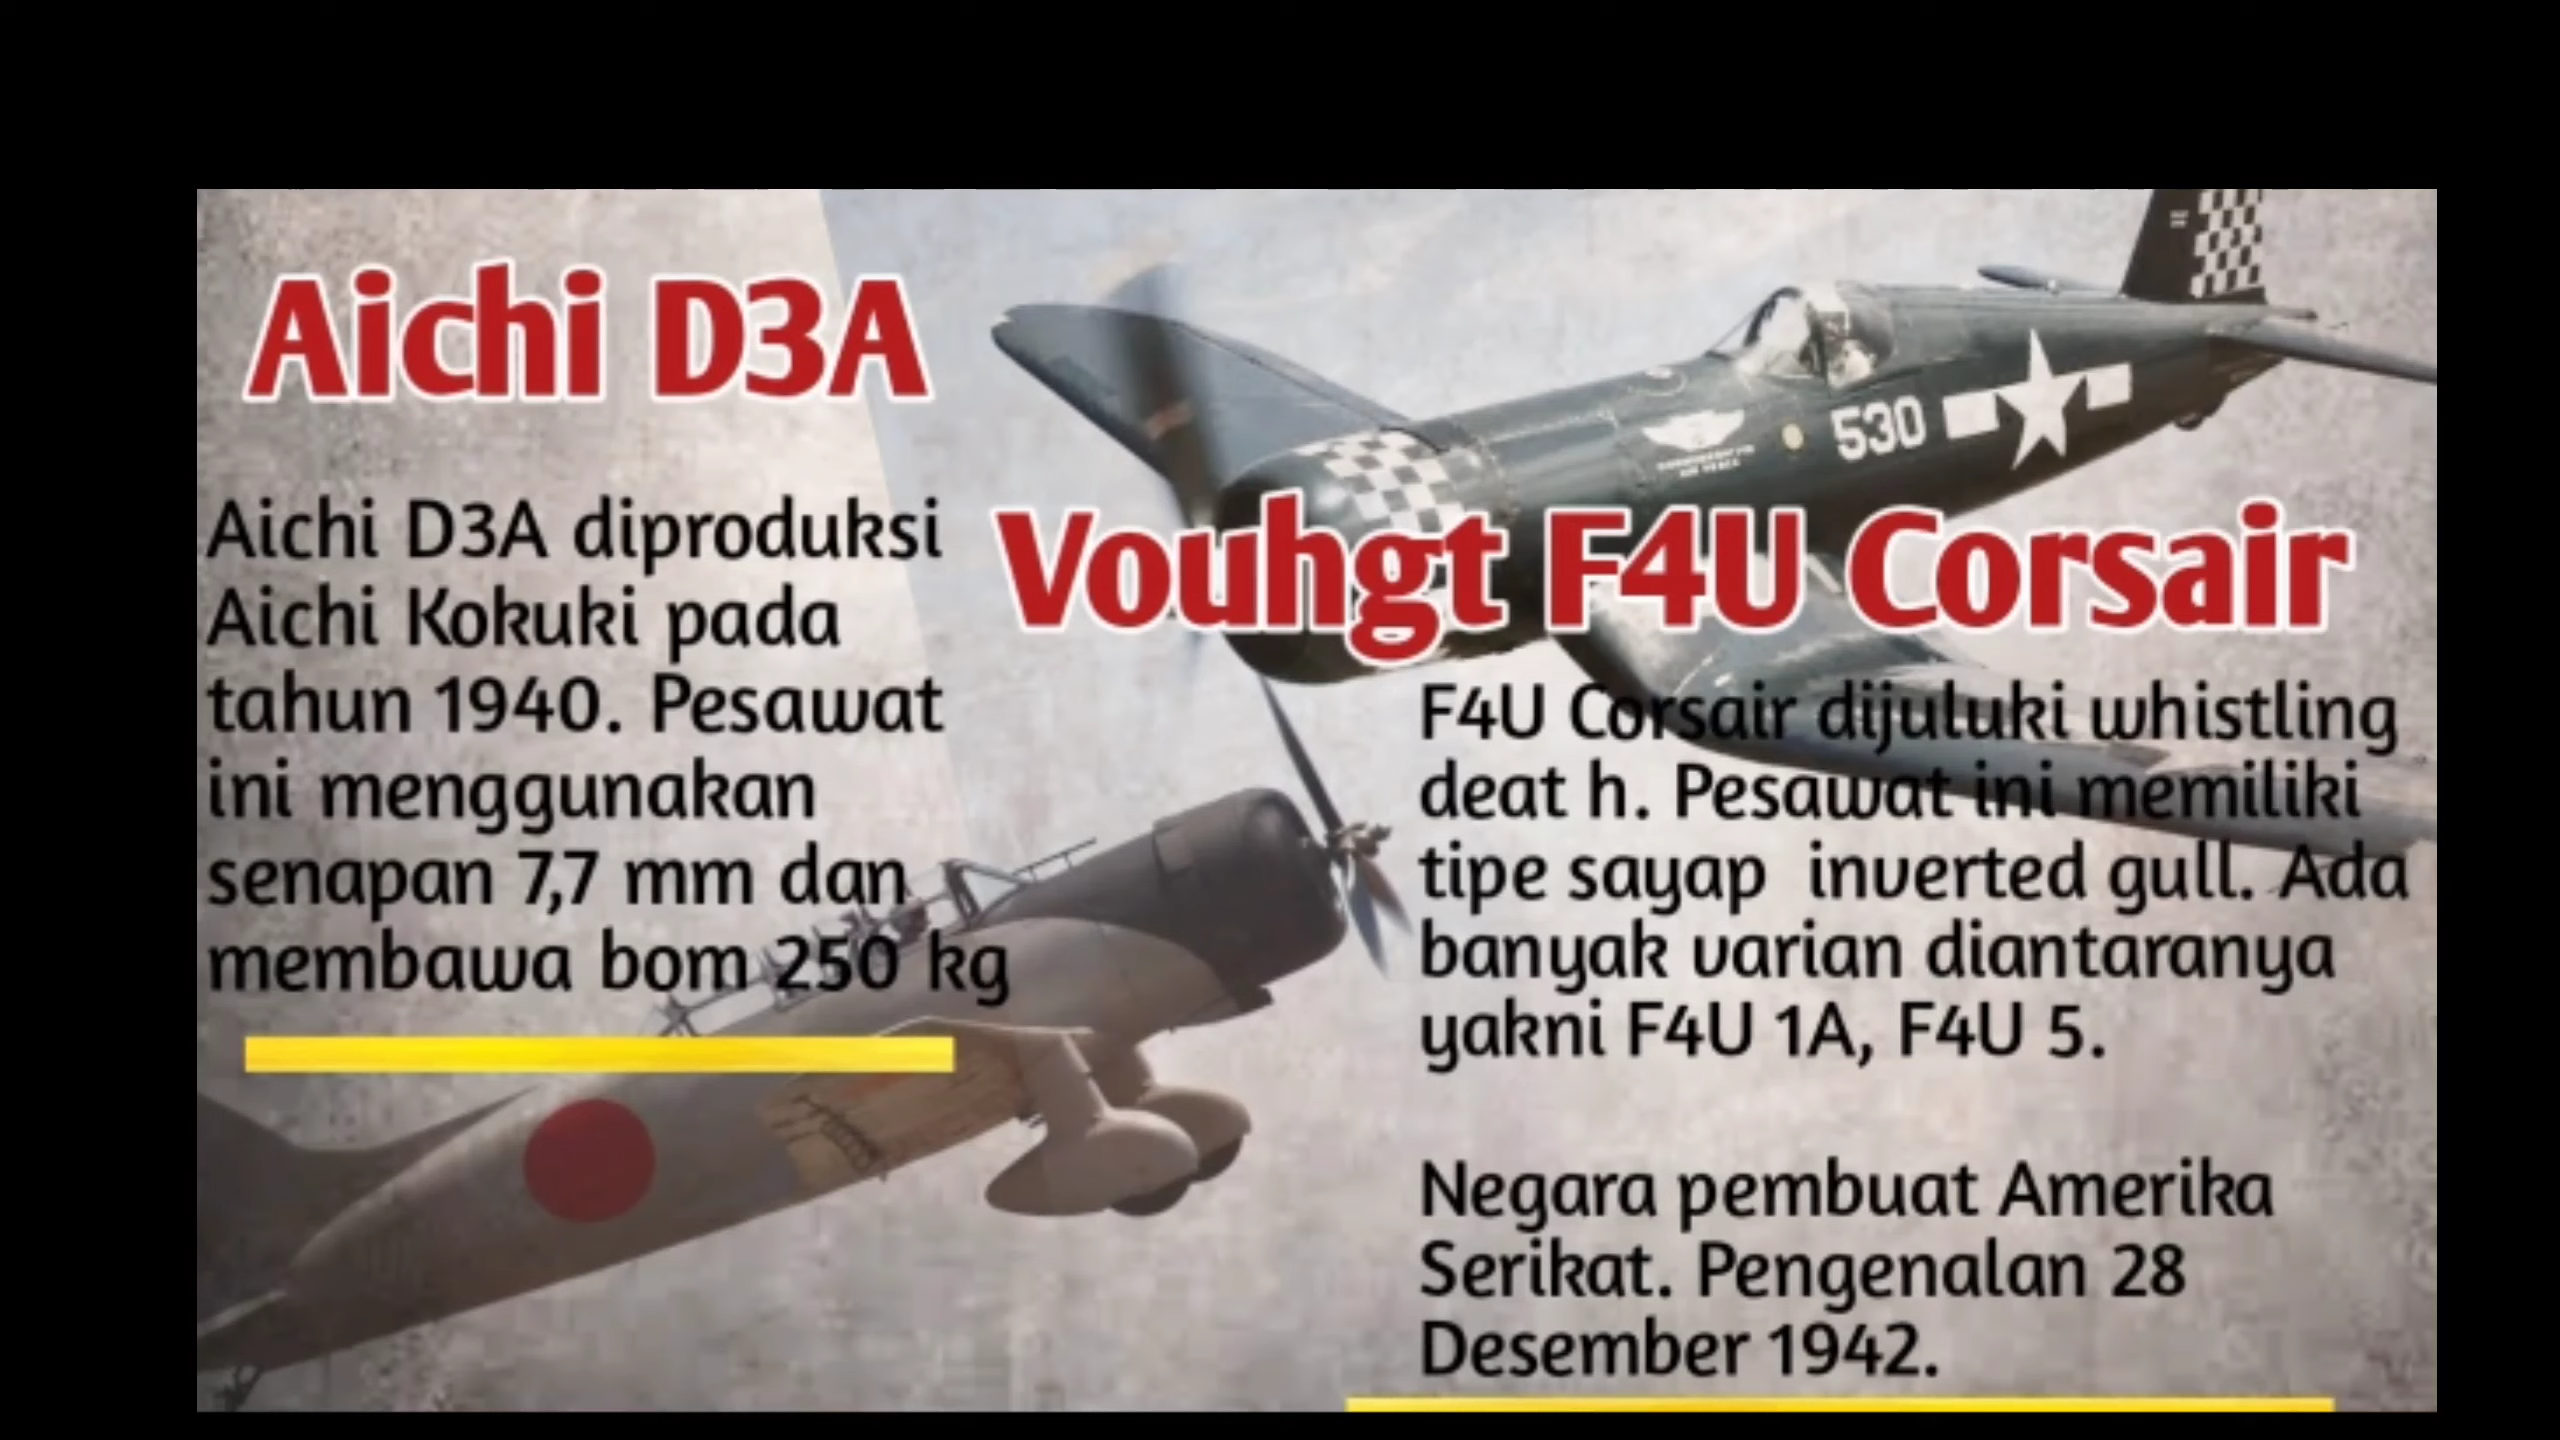 Aichi D3A
Aichi D3A diproduksi
Aichi Kokuki pada
tahun 1940. Pesawat
ini menggunakan
senapan 7,7 mm dan
membawa bom 250 kg
530
Vouhgt F4U Corsair
F4U Corsair dijuluki whistling
deat h. Pesawat ini memiliki
tipe sayap inverted gull. Ada
banyak varian diantaranya
yakni F4U 1A, F4U 5.
Negara pembuat Amerika
Serikat. Pengenalan 28
Desember 1942.